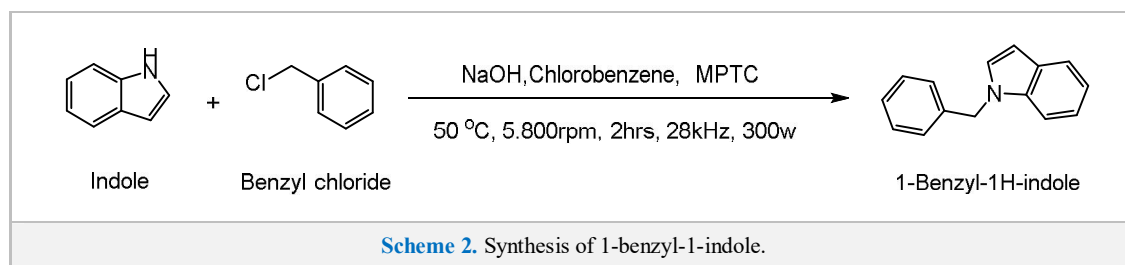 H
N
Cl
+
NaOH,Chlorobenzene, MPTC
50 °C, 5.800rpm, 2hrs, 28kHz, 300w
N
Indole
Benzyl chloride
1-Benzyl-1H-indole
Scheme 2. Synthesis of 1-benzyl-1-indole.